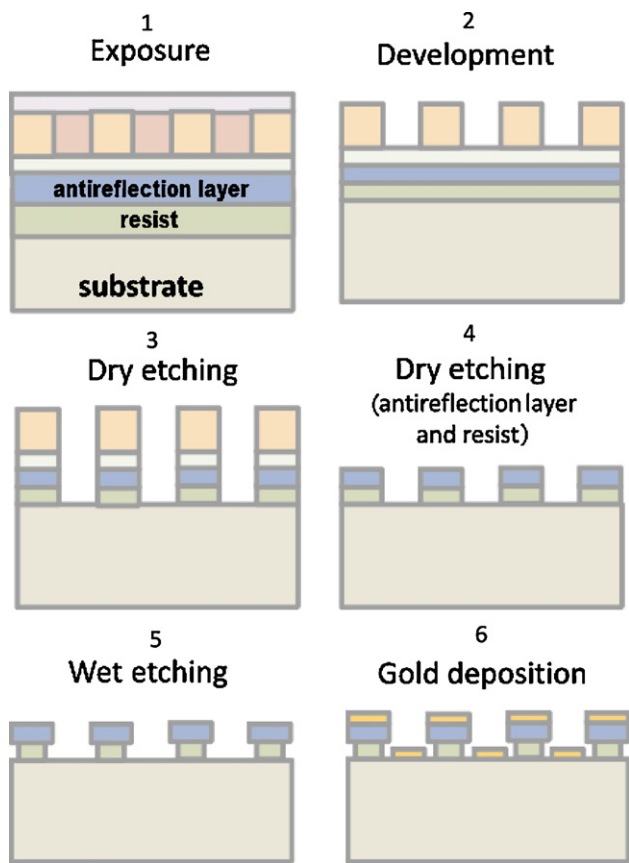 1
Exposure
antireflection layer
resist
substrate
2
Development
3
Dry etching
4
Dry etching
(antireflection layer
and resist)
5
Wet etching
6
Gold deposition